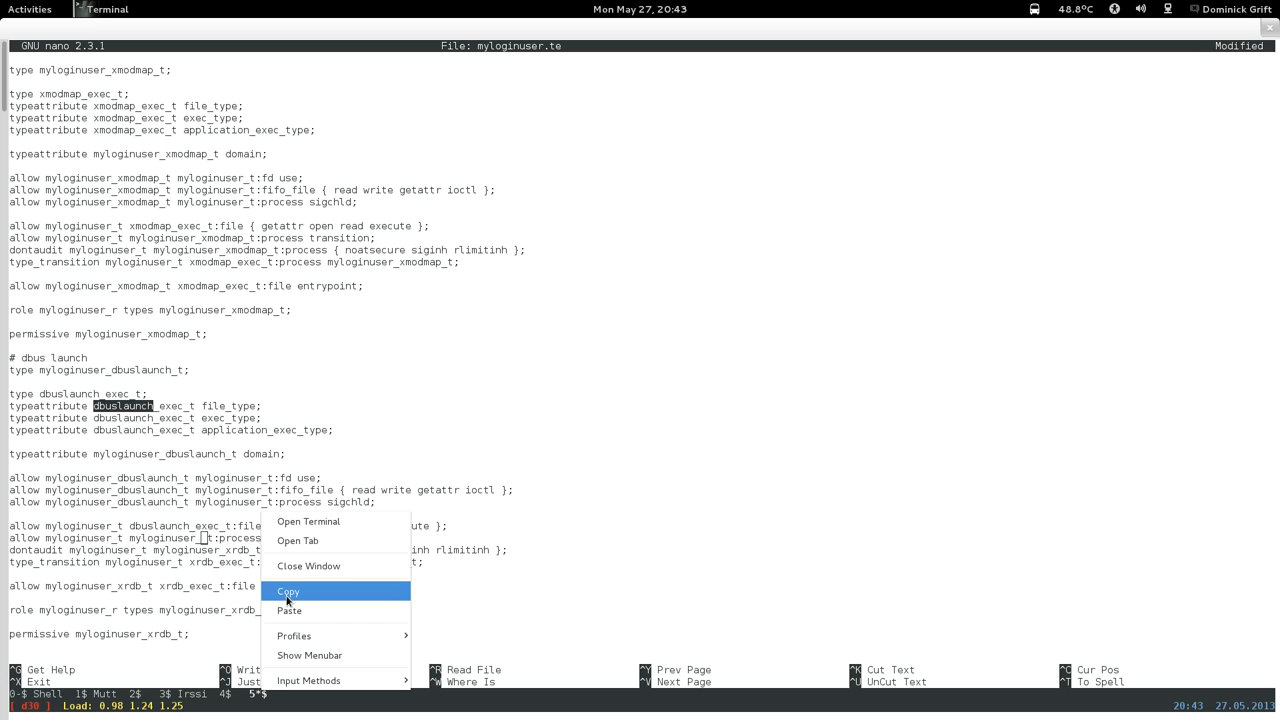 Activities Terminal Mon May 27, 20:43 48.8°C Dominick Grift
GNU nano 2.3.1 File: myloginuser.te Modified
type myloginuser_xmodmap_t;
type xmodmap_exec_t;
typeattribute xmodmap_exec_t file_type;
typeattribute xmodmap_exec_t exec_type;
typeattribute xmodmap_exec_t application_exec_type;
typeattribute myloginuser_xmodmap_t domain;
allow myloginuser_xmodmap_t myloginuser_t:fd use;
allow myloginuser_xmodmap_t myloginuser_t:fifo_file { read write getattr ioctl };
allow myloginuser_xmodmap_t myloginuser_t:process sigchld;
allow myloginuser_t xmodmap_exec_t:file { getattr open read execute };
allow myloginuser_t myloginuser_xmodmap_t:process transition;
dontaudit myloginuser_t myloginuser_xmodmap_t:process { noatsecure siginh rlimitinh };
type_transition myloginuser_t xmodmap_exec_t:process myloginuser_xmodmap_t;
allow myloginuser_xmodmap_t xmodmap_exec_t:file entrypoint;
role myloginuser_r types myloginuser_xmodmap_t;
permissive myloginuser_xmodmap_t;
# dbus launch
type myloginuser_dbuslaunch_t;
type dbuslaunch_exec_t;
typeattribute dbuslaunch_exec_t file_type;
typeattribute dbuslaunch_exec_t exec_type;
typeattribute dbuslaunch_exec_t application_exec_type;
typeattribute myloginuser_dbuslaunch_t domain;
allow myloginuser_dbuslaunch_t myloginuser_t:fd use;
allow myloginuser_dbuslaunch_t myloginuser_t:fifo_file { read write getattr ioctl };
allow myloginuser_dbuslaunch_t myloginuser_t:process sigchld;
allow myloginuser_t dbuslaunch_exec_t:file ute };
allow myloginuser_t myloginuser_t:process
dontaudit myloginuser_t myloginuser_xrdb_t inh rlimitinh };
type_transition myloginuser_t xrdb_exec_t: t;
allow myloginuser_xrdb_t xrdb_exec_t:file
role myloginuser_r types myloginuser_xrdb_
permissive myloginuser_xrdb_t;
Open Terminal
Open Tab
Close Window
Copy
Paste
Profiles
Show Menubar
Input Methods
^G Get Help ^O Writ ^R Read File ^Y Prev Page ^K Cut Text ^C Cur Pos
^X Exit ^J Just ^W Where Is ^V Next Page ^U UnCut Text ^T To Spell
0-$ Shell 1$ Mutt 2$ 3$ Irssi 4$ 5*$
[ d30 ] Load: 0.98 1.24 1.25 20:43 27.05.2013